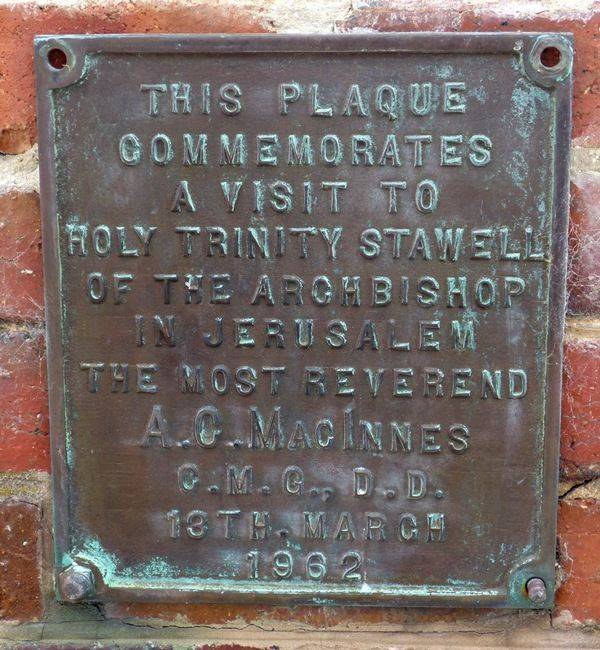 THIS PLAQUE
COMMEMORATES
A VISIT TO
HOLY TRINITY STAWELL
OF THE ARCHBISHOP
IN JERUSALEM
THE MOST REVEREND
A.C.MACINNES
C.M.G., D.D.
13TH. MARCH
1962